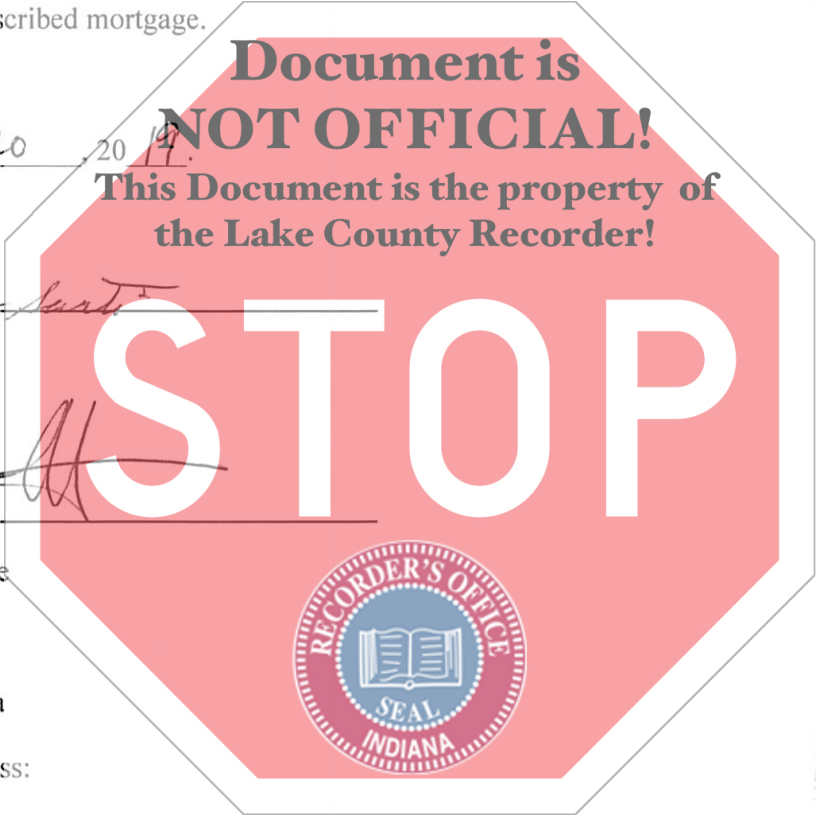 scribed mortgage.
Document is
NOT OFFICIAL!
, 20 19.
This Document is the property of
the Lake County Recorder!
STOP
RECORDER'S OFFICE
SEAL
INDIANA
ss: